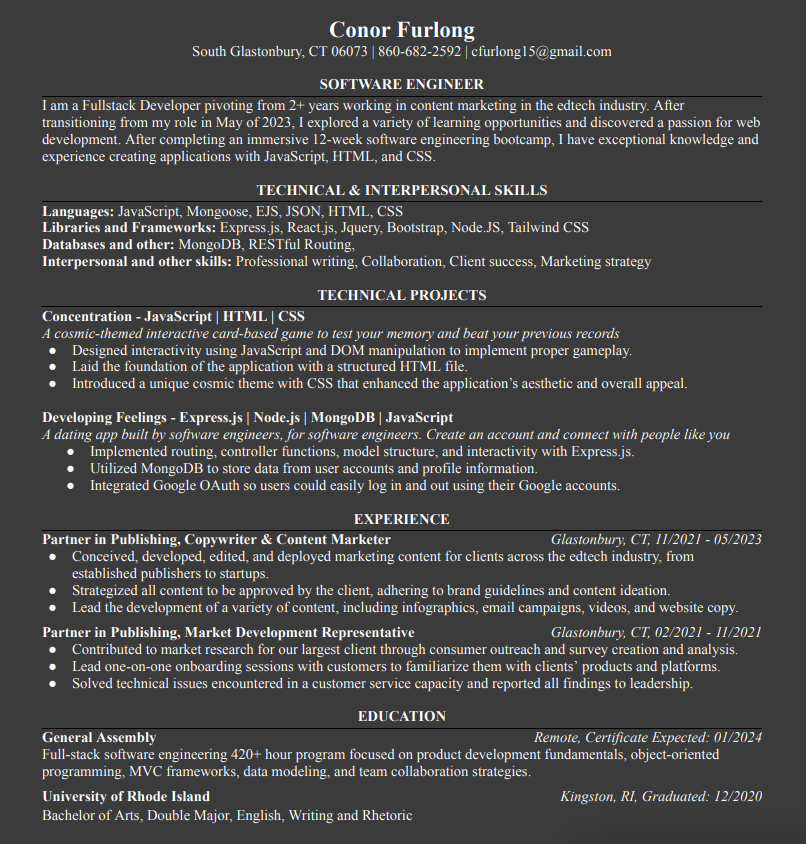 Conor Furlong
South Glastonbury, CT 06073 | 860-682-2592 | cfurlong15@gmail.com
SOFTWARE ENGINEER
I am a Fullstack Developer pivoting from 2+ years working in content marketing in the edtech industry. After
transitioning from my role in May of 2023, I explored a variety of learning opportunities and discovered a passion for web
development. After completing an immersive 12-week software engineering bootcamp, I have exceptional knowledge and
experience creating applications with JavaScript, HTML, and CSS.
TECHNICAL & INTERPERSONAL SKILLS
Languages: JavaScript, Mongoose, EJS, JSON, HTML, CSS
Libraries and Frameworks: Express.js, React.js, Jquery, Bootstrap, Node.JS, Tailwind CSS
Databases and other: MongoDB, RESTful Routing,
Interpersonal and other skills: Professional writing, Collaboration, Client success, Marketing strategy
TECHNICAL PROJECTS
Concentration - JavaScript | HTML | CSS
A cosmic-themed interactive card-based game to test your memory and beat your previous records
● Designed interactivity using JavaScript and DOM manipulation to implement proper gameplay.
● Laid the foundation of the application with a structured HTML file.
● Introduced a unique cosmic theme with CSS that enhanced the application's aesthetic and overall appeal.
Developing Feelings - Express.js | Node.js | MongoDB | JavaScript
A dating app built by software engineers, for software engineers. Create an account and connect with people like you
● Implemented routing, controller functions, model structure, and interactivity with Express.js.
● Utilized MongoDB to store data from user accounts and profile information.
● Integrated Google OAuth so users could easily log in and out using their Google accounts.
EXPERIENCE
Partner in Publishing, Copywriter & Content Marketer Glastonbury, CT, 11/2021 - 05/2023
● Conceived, developed, edited, and deployed marketing content for clients across the edtech industry, from
established publishers to startups.
● Strategized all content to be approved by the client, adhering to brand guidelines and content ideation.
● Lead the development of a variety of content, including infographics, email campaigns, videos, and website copy.
Partner in Publishing, Market Development Representative Glastonbury, CT, 02/2021 - 11/2021
● Contributed to market research for our largest client through consumer outreach and survey creation and analysis.
● Lead one-on-one onboarding sessions with customers to familiarize them with clients' products and platforms.
● Solved technical issues encountered in a customer service capacity and reported all findings to leadership.
EDUCATION
General Assembly Remote, Certificate Expected: 01/2024
Full-stack software engineering 420+ hour program focused on product development fundamentals, object-oriented
programming, MVC frameworks, data modeling, and team collaboration strategies.
University of Rhode Island Kingston, RI, Graduated: 12/2020
Bachelor of Arts, Double Major, English, Writing and Rhetoric